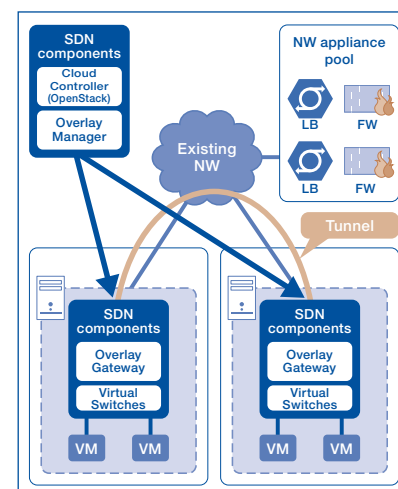 SDN
components
Cloud
Controller
(OpenStack)
Overlay
Manager
NW appliance
pool
LB
FW
LB
FW
Existing
NW
Tunnel
SDN
components
Overlay
Gateway
Virtual
Switches
VM
VM
SDN
components
Overlay
Gateway
Virtual
Switches
VM
VM